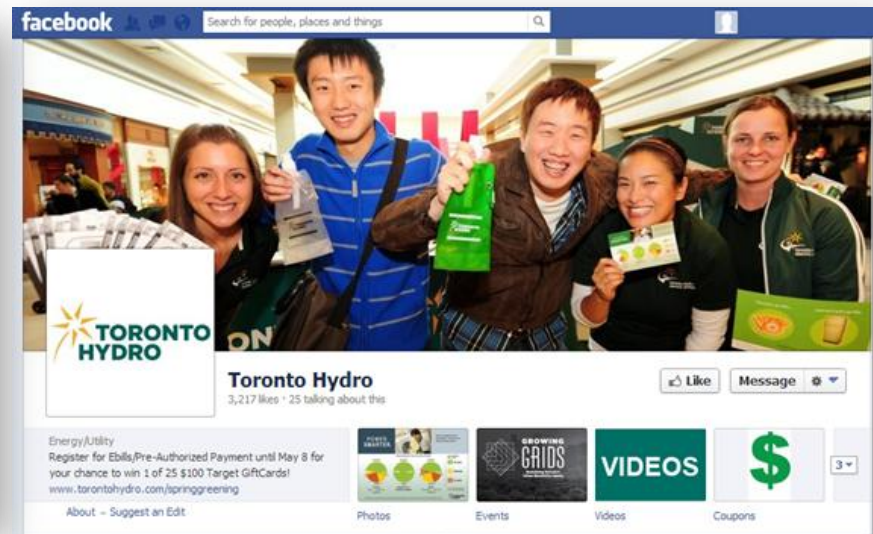 facebook
Search for people, places and things
TORONTO
HYDRO
ON
Toronto Hydro
3,217 likes · 25 talking about this
Like
Message
Energy/Utility
Register for Ebills/Pre-Authorized Payment until May 8 for
your chance to win 1 of 25 $100 Target GiftCards!
www.torontohydro.com/springgreening
About – Suggest an Edit
POWER
SMARTER
Photos
GROWING
GRIDS
Events
VIDEOS
Videos
$
Coupons
3